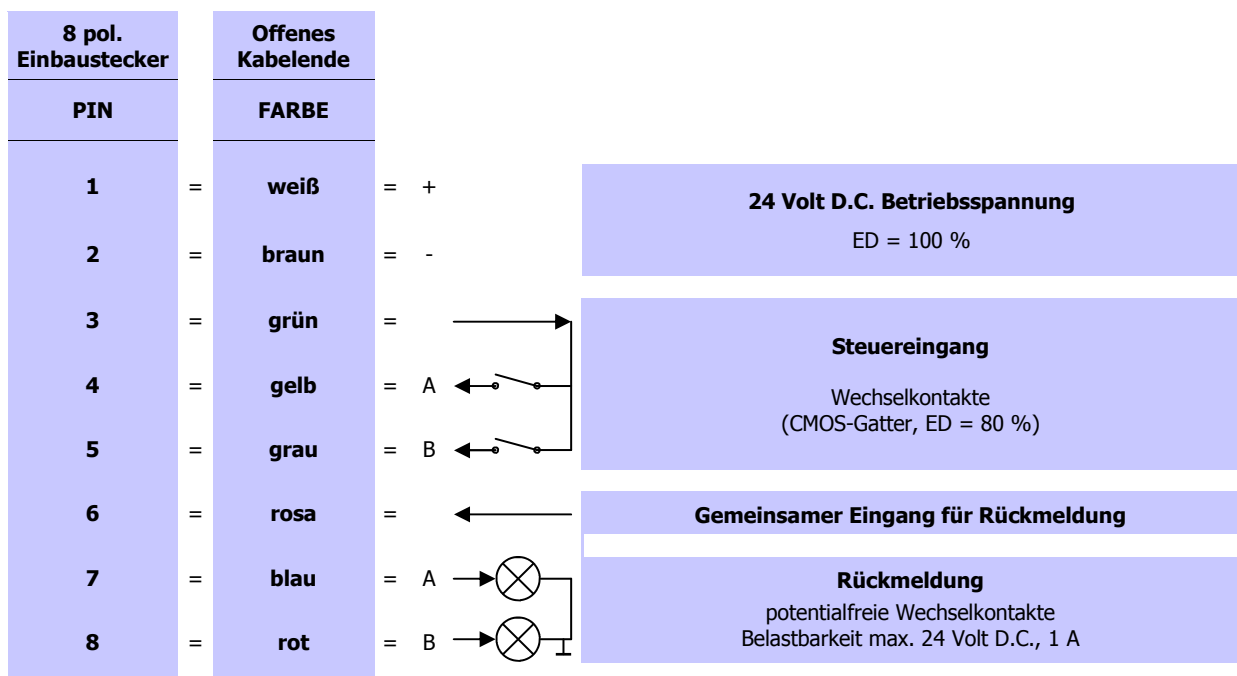 8 pol.
Einbaustecker
Offenes
Kabelende
PIN
FARBE
1 = weiß = +
24 Volt D.C. Betriebsspannung
ED = 100 %
2 = braun = -
3 = grün =
Steuereingang
4 = gelb = A
Wechselkontakte
(CMOS-Gatter, ED = 80 %)
5 = grau = B
6 = rosa =
Gemeinsamer Eingang für Rückmeldung
7 = blau = A
Rückmeldung
potentialfreie Wechselkontakte
Belastbarkeit max. 24 Volt D.C., 1 A
8 = rot = B